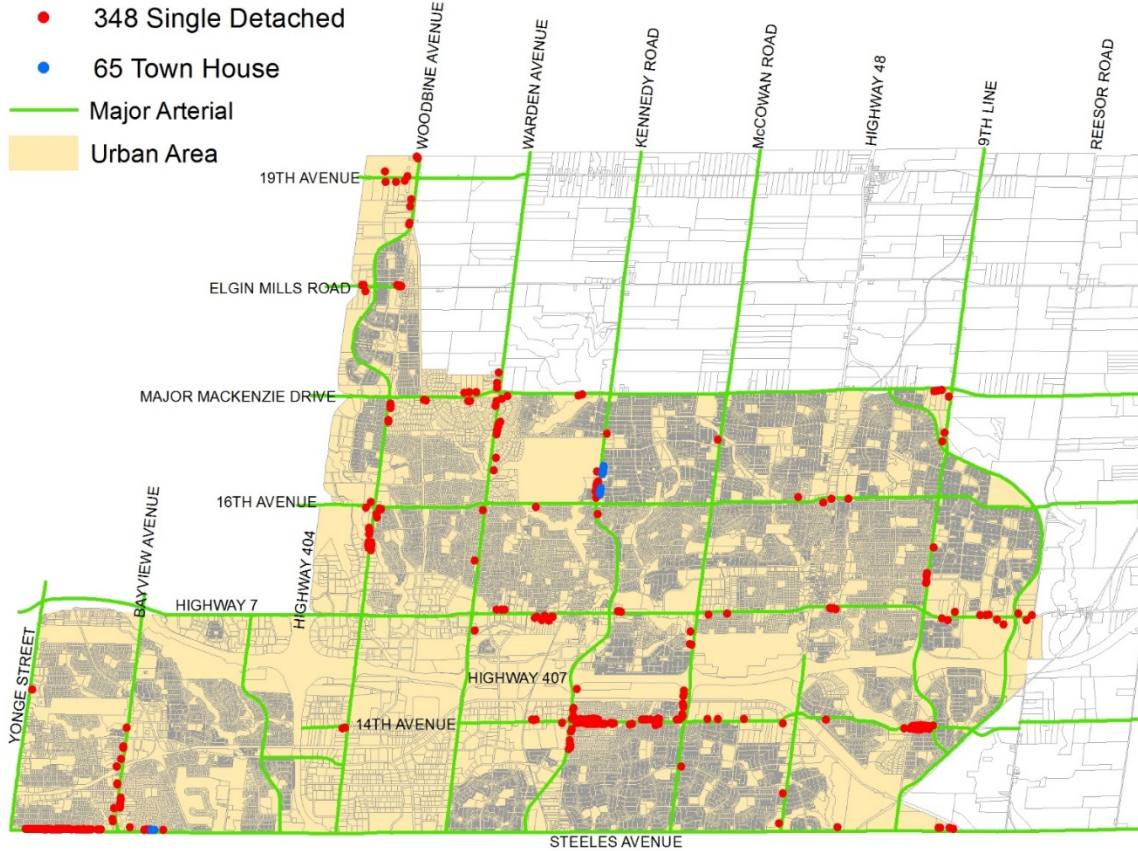 348 Single Detached
65 Town House
Major Arterial
Urban Area
WOODBINE AVENUE
WARDEN AVENUE
KENNEDY ROAD
McCOWAN ROAD
HIGHWAY 48
9TH LINE
REESOR ROAD
19TH AVENUE
ELGIN MILLS ROAD
MAJOR MACKENZIE DRIVE
16TH AVENUE
HIGHWAY 404
BAYVIEW AVENUE
HIGHWAY 7
YONGE STREET
HIGHWAY 407
14TH AVENUE
STEELES AVENUE